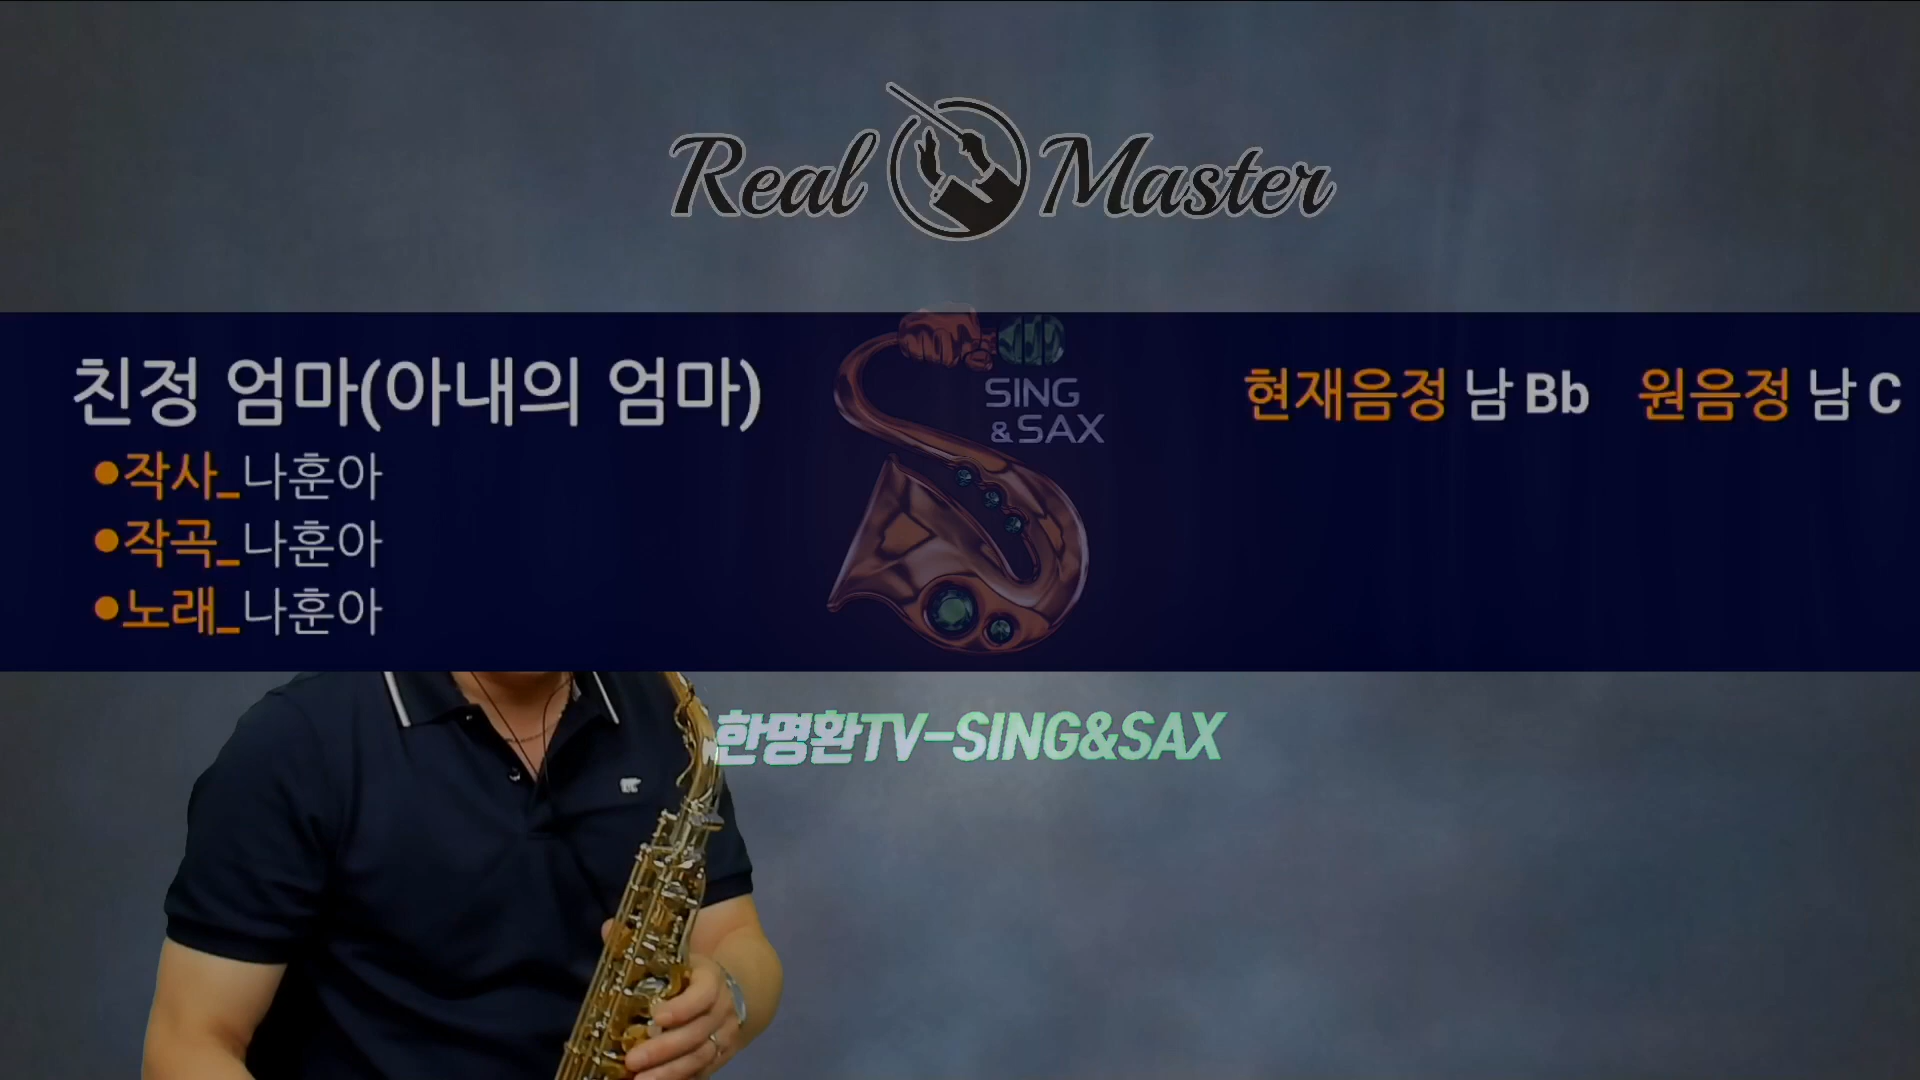 Real Master
친정 엄마(아내의 엄마)
현재음정 남 Bb 원음정 남 C
SING
& SAX
●작사_나훈아
●작곡_나훈아
●노래_나훈아
한명환TV-SING&SAX